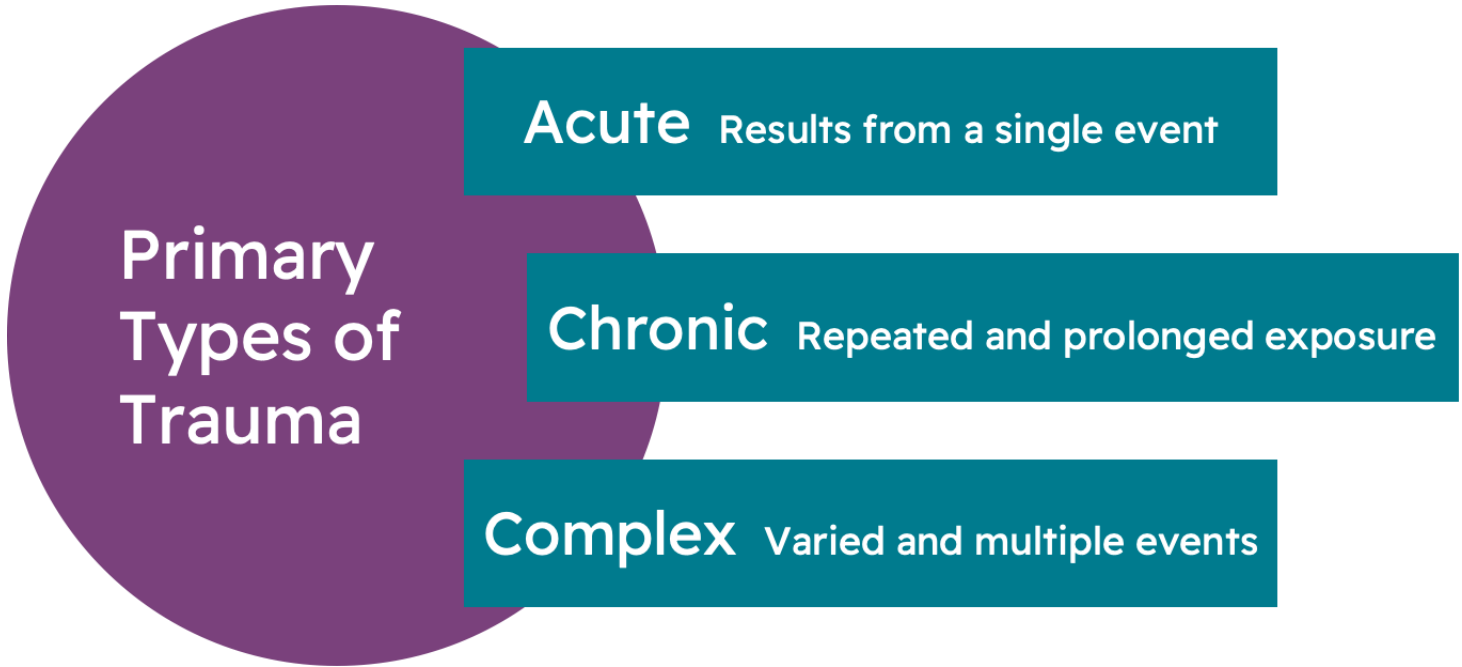 Primary
Types of
Trauma
Acute Results from a single event
Chronic Repeated and prolonged exposure
Complex Varied and multiple events